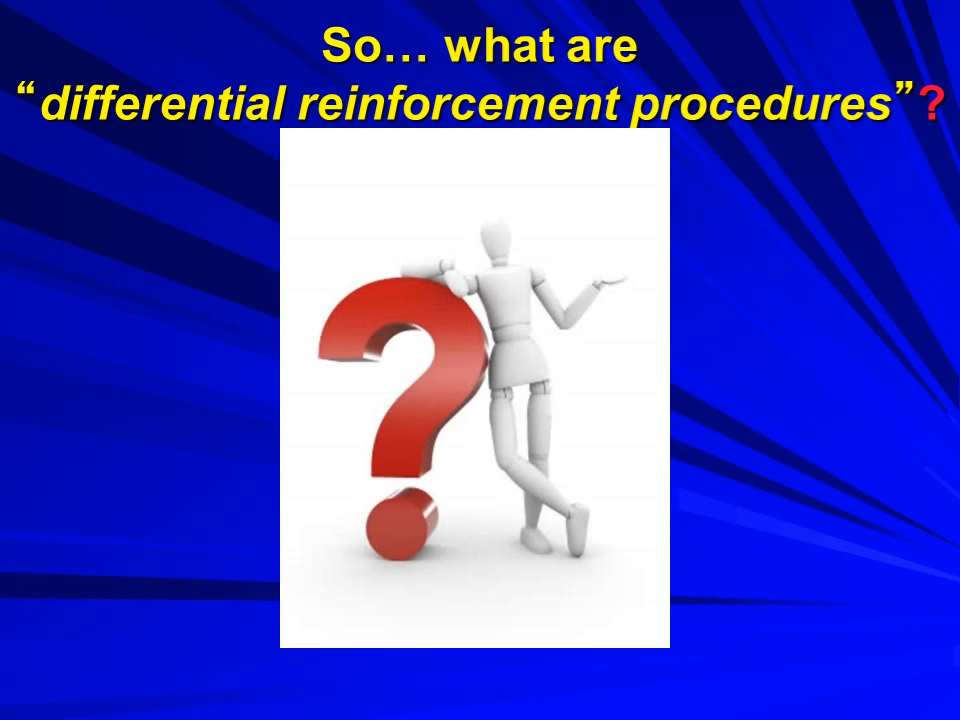 So… what are
“differential reinforcement procedures”?